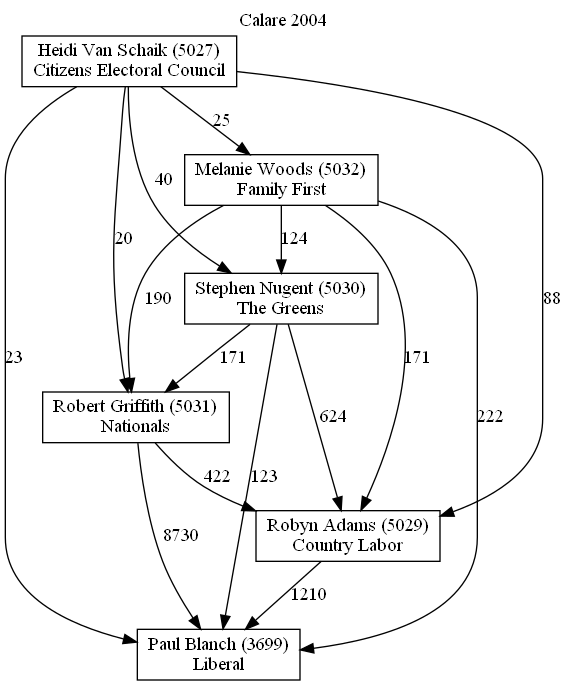 Calare 2004
Heidi Van Schaik (5027)
Citizens Electoral Council
25
Melanie Woods (5032)
Family First
40
20
124
88
190
Stephen Nugent (5030)
The Greens
23
171
171
222
Robert Griffith (5031)
Nationals
624
422
123
8730
Robyn Adams (5029)
Country Labor
1210
Paul Blanch (3699)
Liberal